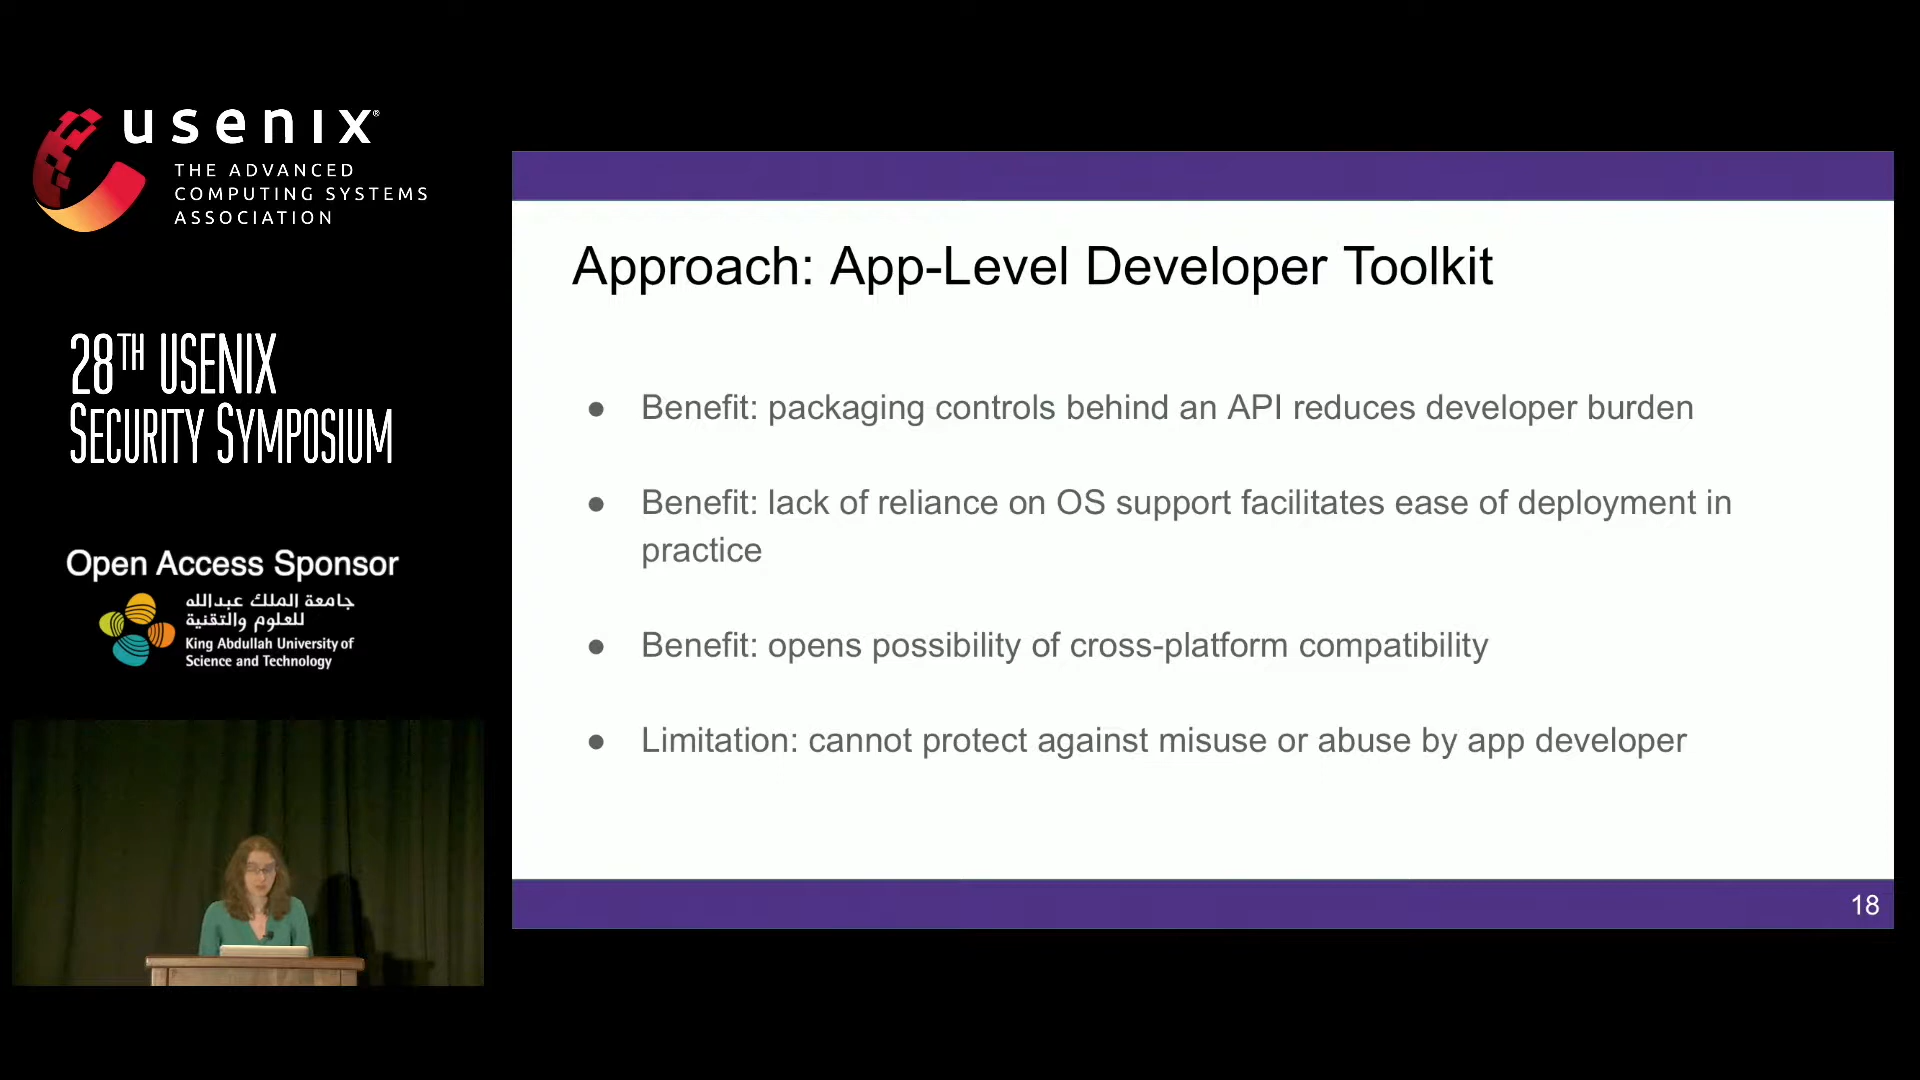 usenix®
THE ADVANCED
COMPUTING SYSTEMS
ASSOCIATION
28TH USENIX
SECURITY SYMPOSIUM
Open Access Sponsor
جامعة الملك عبدالله
للعلوم والتقنية
King Abdullah University of
Science and Technology
Approach: App-Level Developer Toolkit
● Benefit: packaging controls behind an API reduces developer burden
● Benefit: lack of reliance on OS support facilitates ease of deployment in
practice
● Benefit: opens possibility of cross-platform compatibility
● Limitation: cannot protect against misuse or abuse by app developer
18